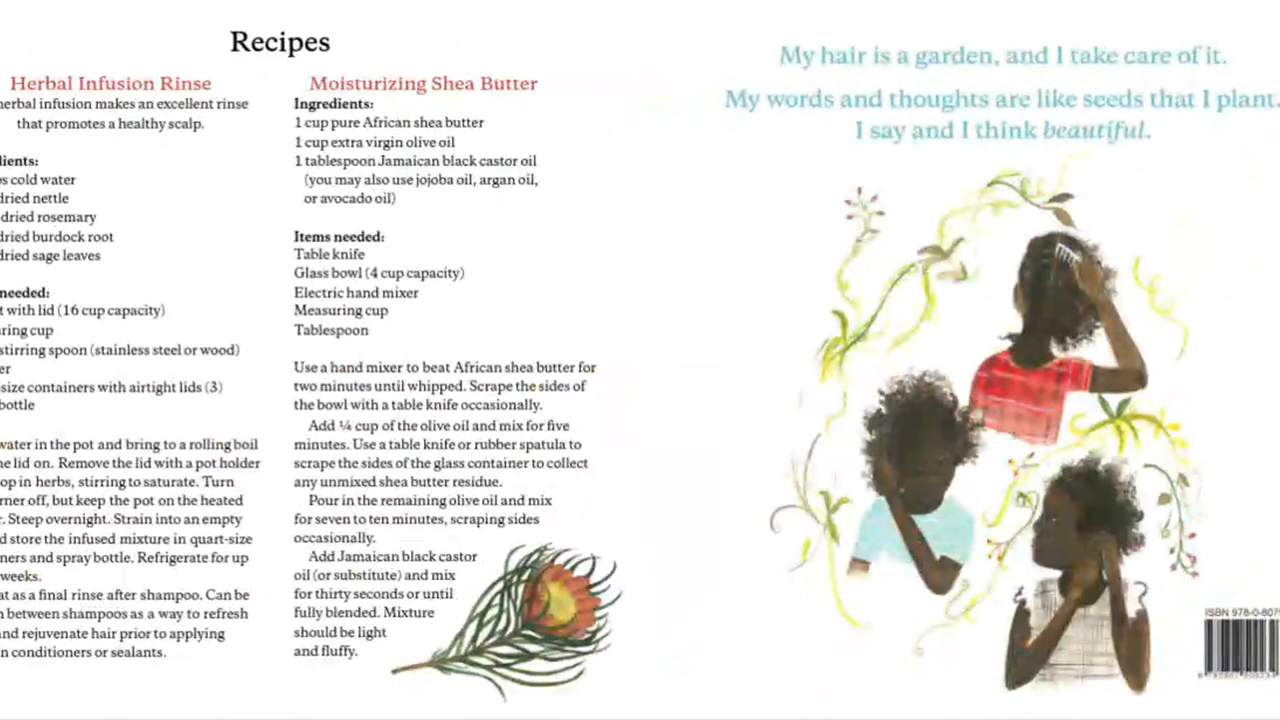 Recipes
Herbal Infusion Rinse
herbal infusion makes an excellent rinse
that promotes a healthy scalp.
cold water
dried nettle
dried rosemary
dried burdock root
dried sage leaves
needed:
with lid (16 cup capacity)
cup
stirring spoon (stainless steel or wood)
size containers with airtight lids (3)
bottle
water in the pot and bring to a rolling boil
lid on. Remove the lid with a pot holder
in herbs, stirring to saturate. Turn
off, but keep the pot on the heated
Steep overnight. Strain into an empty
store the infused mixture in quart-size
and spray bottle. Refrigerate for up
weeks.
as a final rinse after shampoo. Can be
between shampoos as a way to refresh
and rejuvenate hair prior to applying
conditioners or sealants.
Moisturizing Shea Butter
Ingredients:
1 cup pure African shea butter
1 cup extra virgin olive oil
1 tablespoon Jamaican black castor oil
(you may also use jojoba oil, argan oil,
or avocado oil)
Items needed:
Table knife
Glass bowl (4 cup capacity)
Electric hand mixer
Measuring cup
Tablespoon
Use a hand mixer to beat African shea butter for
two minutes until whipped. Scrape the sides of
the bowl with a table knife occasionally.
Add ¼ cup of the olive oil and mix for five
minutes. Use a table knife or rubber spatula to
scrape the sides of the glass container to collect
any unmixed shea butter residue.
Pour in the remaining olive oil and mix
for seven to ten minutes, scraping sides
occasionally.
Add Jamaican black castor
oil (or substitute) and mix
for thirty seconds or until
fully blended. Mixture
should be light
and fluffy.
My hair is a garden, and I take care of it.
My words and thoughts are like seeds that I plant.
I say and I think beautiful.
ISBN 978-0-807